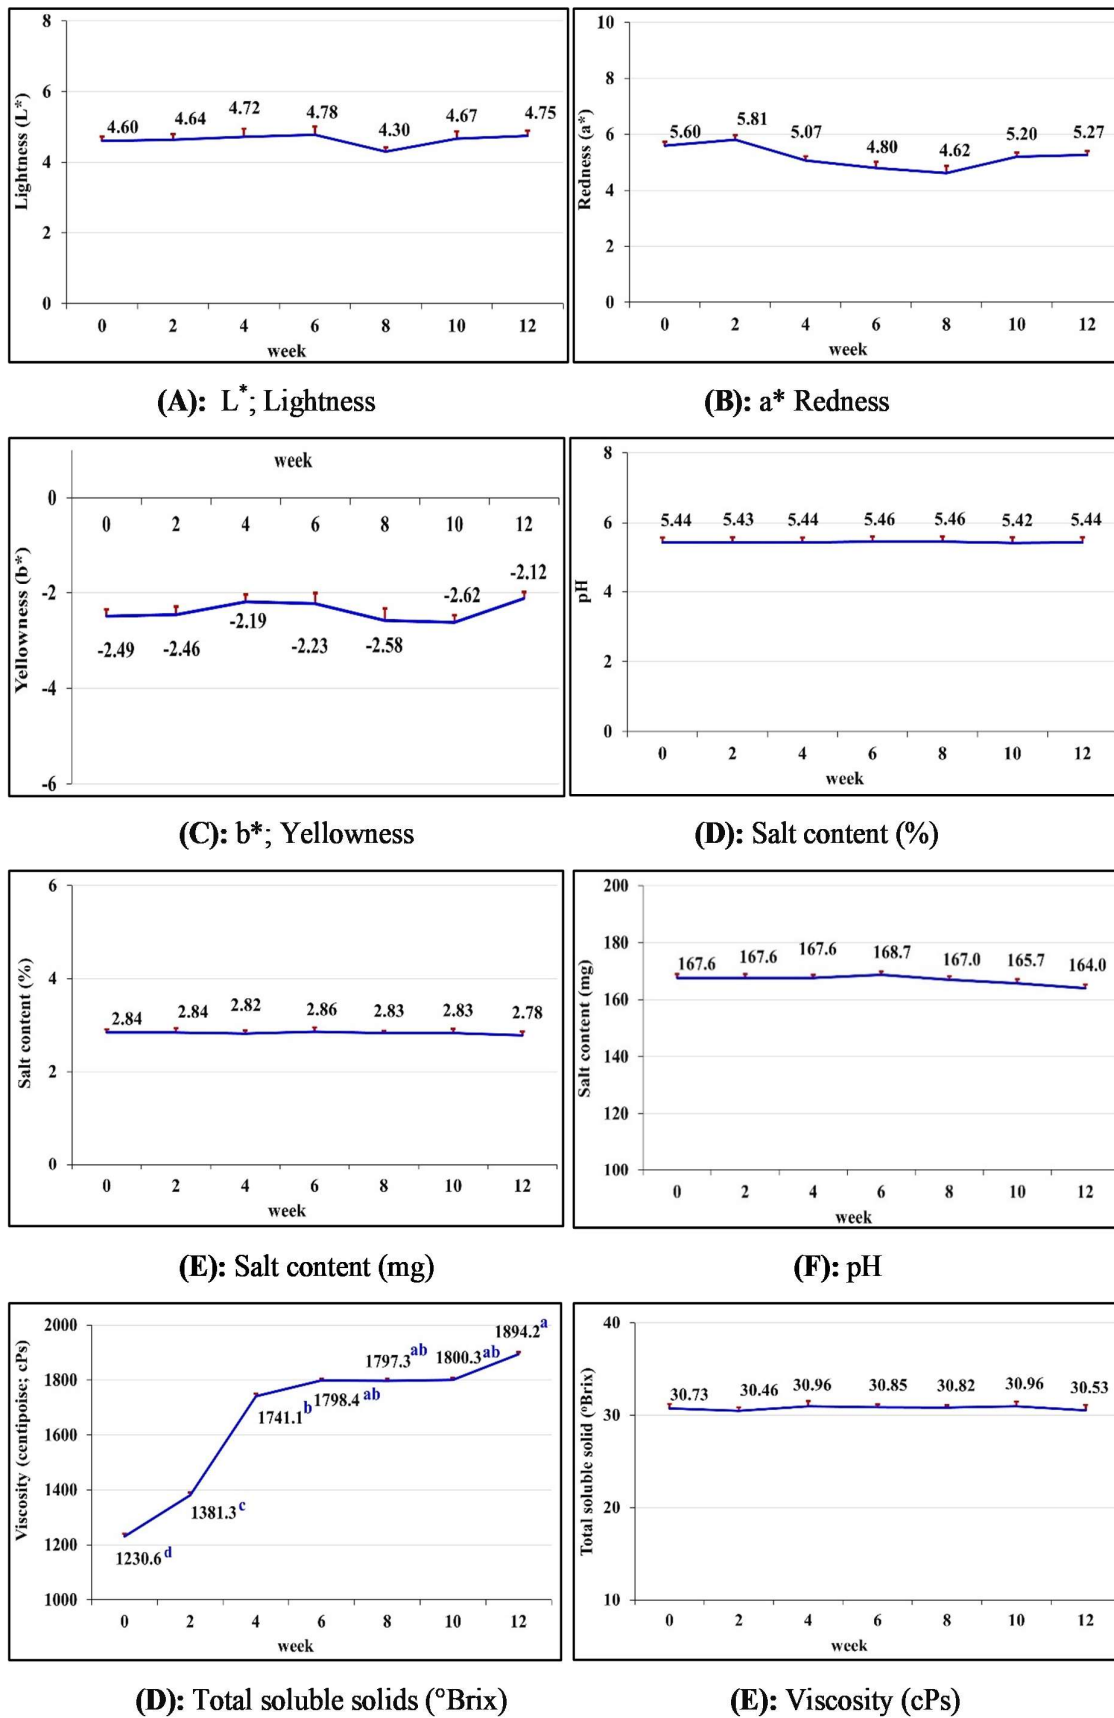 10
8
6
4
2
0
Lightness (L*)
4.60
4.64
4.72
4.78
4.30
4.67
4.75
0 2 4 6 8 10 12
week
(A): L*; Lightness
10
8
6
4
2
0
Redness (a*)
5.60
5.81
5.07
4.80
4.62
5.20
5.27
0 2 4 6 8 10 12
week
(B): a* Redness
week
0
-2
-4
-6
Yellowness (b*)
0 2 4 6 8 10 12
-2.49
-2.46
-2.19
-2.23
-2.58
-2.62
-2.12
(C): b*; Yellowness
8
6
4
2
0
pH
5.44
5.43
5.44
5.46
5.46
5.42
5.44
0 2 4 6 8 10 12
week
(D): Salt content (%)
6
4
2
0
Salt content (%)
2.84
2.84
2.82
2.86
2.83
2.83
2.78
0 2 4 6 8 10 12
week
(E): Salt content (mg)
200
180
160
140
120
100
Salt content (mg)
167.6
167.6
167.6
168.7
167.0
165.7
164.0
0 2 4 6 8 10 12
week
(F): pH
2000
1800
1600
1400
1200
1000
Viscosity (centipoise; cPs)
1230.6 d
1381.3 c
1741.1 b
1798.4 ab
1797.3 ab
1800.3 ab
1894.2 a
0 2 4 6 8 10 12
week
(D): Total soluble solids (°Brix)
40
30
20
10
Total soluble solid (°Brix)
30.73
30.46
30.96
30.85
30.82
30.96
30.53
0 2 4 6 8 10 12
week
(E): Viscosity (cPs)